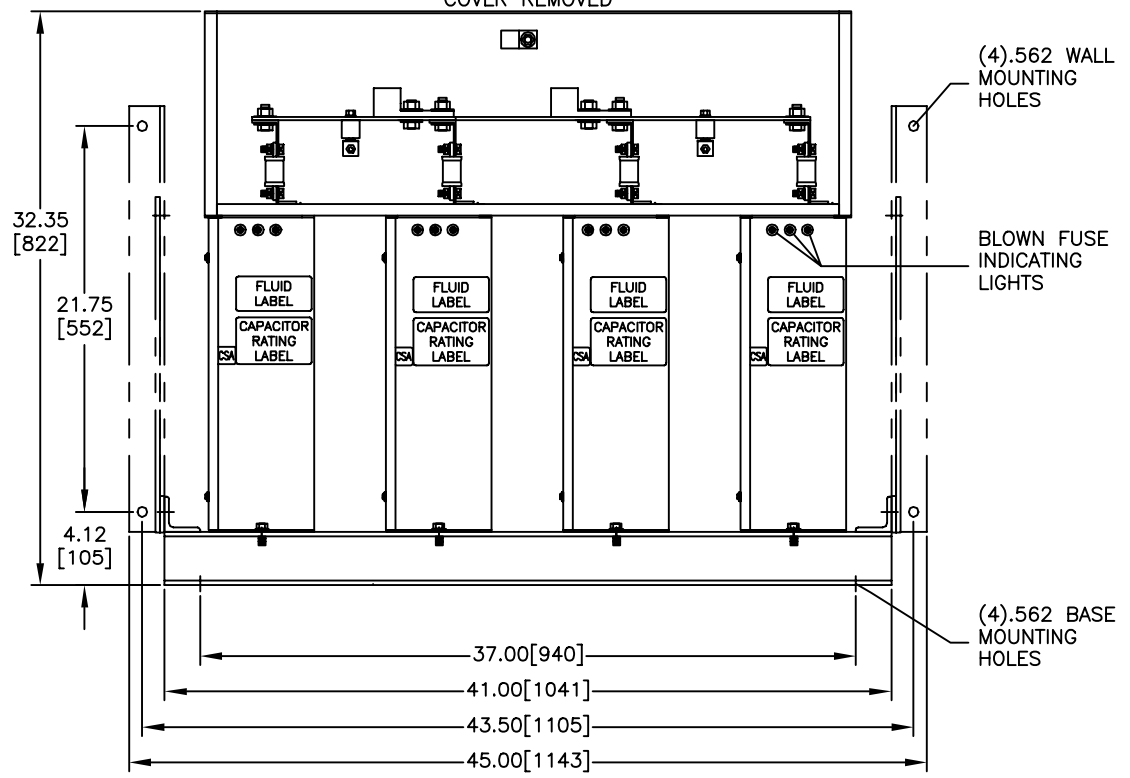 COVER REMOVED
(4).562 WALL
MOUNTING
HOLES
32.35
[822]
21.75
[552]
4.12
[105]
BLOWN FUSE
INDICATING
LIGHTS
FLUID
LABEL
CAPACITOR
RATING
LABEL
CSA
FLUID
LABEL
CAPACITOR
RATING
LABEL
CSA
FLUID
LABEL
CAPACITOR
RATING
LABEL
CSA
FLUID
LABEL
CAPACITOR
RATING
LABEL
CSA
(4).562 BASE
MOUNTING
HOLES
37.00[940]
41.00[1041]
43.50[1105]
45.00[1143]